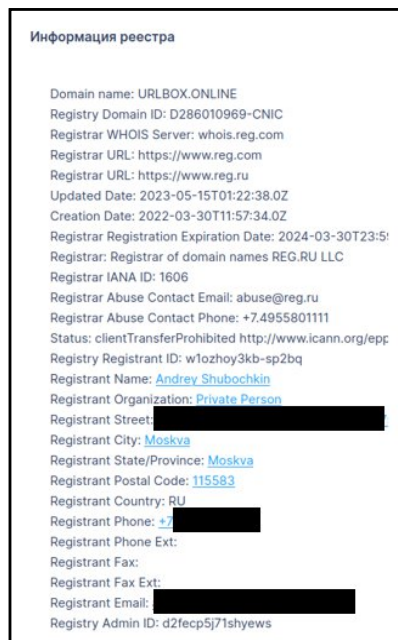 Информация реестра
Domain name: URLBOX.ONLINE
Registry Domain ID: D286010969-CNIC
Registrar WHOIS Server: whois.reg.com
Registrar URL: https://www.reg.com
Registrar URL: https://www.reg.ru
Updated Date: 2023-05-15T01:22:38.0Z
Creation Date: 2022-03-30T11:57:34.0Z
Registrar Registration Expiration Date: 2024-03-30T23:59
Registrar: Registrar of domain names REG.RU LLC
Registrar IANA ID: 1606
Registrar Abuse Contact Email: abuse@reg.ru
Registrar Abuse Contact Phone: +7.4955801111
Status: clientTransferProhibited http://www.icann.org/epp
Registry Registrant ID: w1ozhoy3kb-sp2bq
Registrant Name: Andrey Shubochkin
Registrant Organization: Private Person
Registrant Street:
Registrant City: Moskva
Registrant State/Province: Moskva
Registrant Postal Code: 115583
Registrant Country: RU
Registrant Phone: +7
Registrant Phone Ext:
Registrant Fax:
Registrant Fax Ext:
Registrant Email:
Registry Admin ID: d2fecp5j71shyews